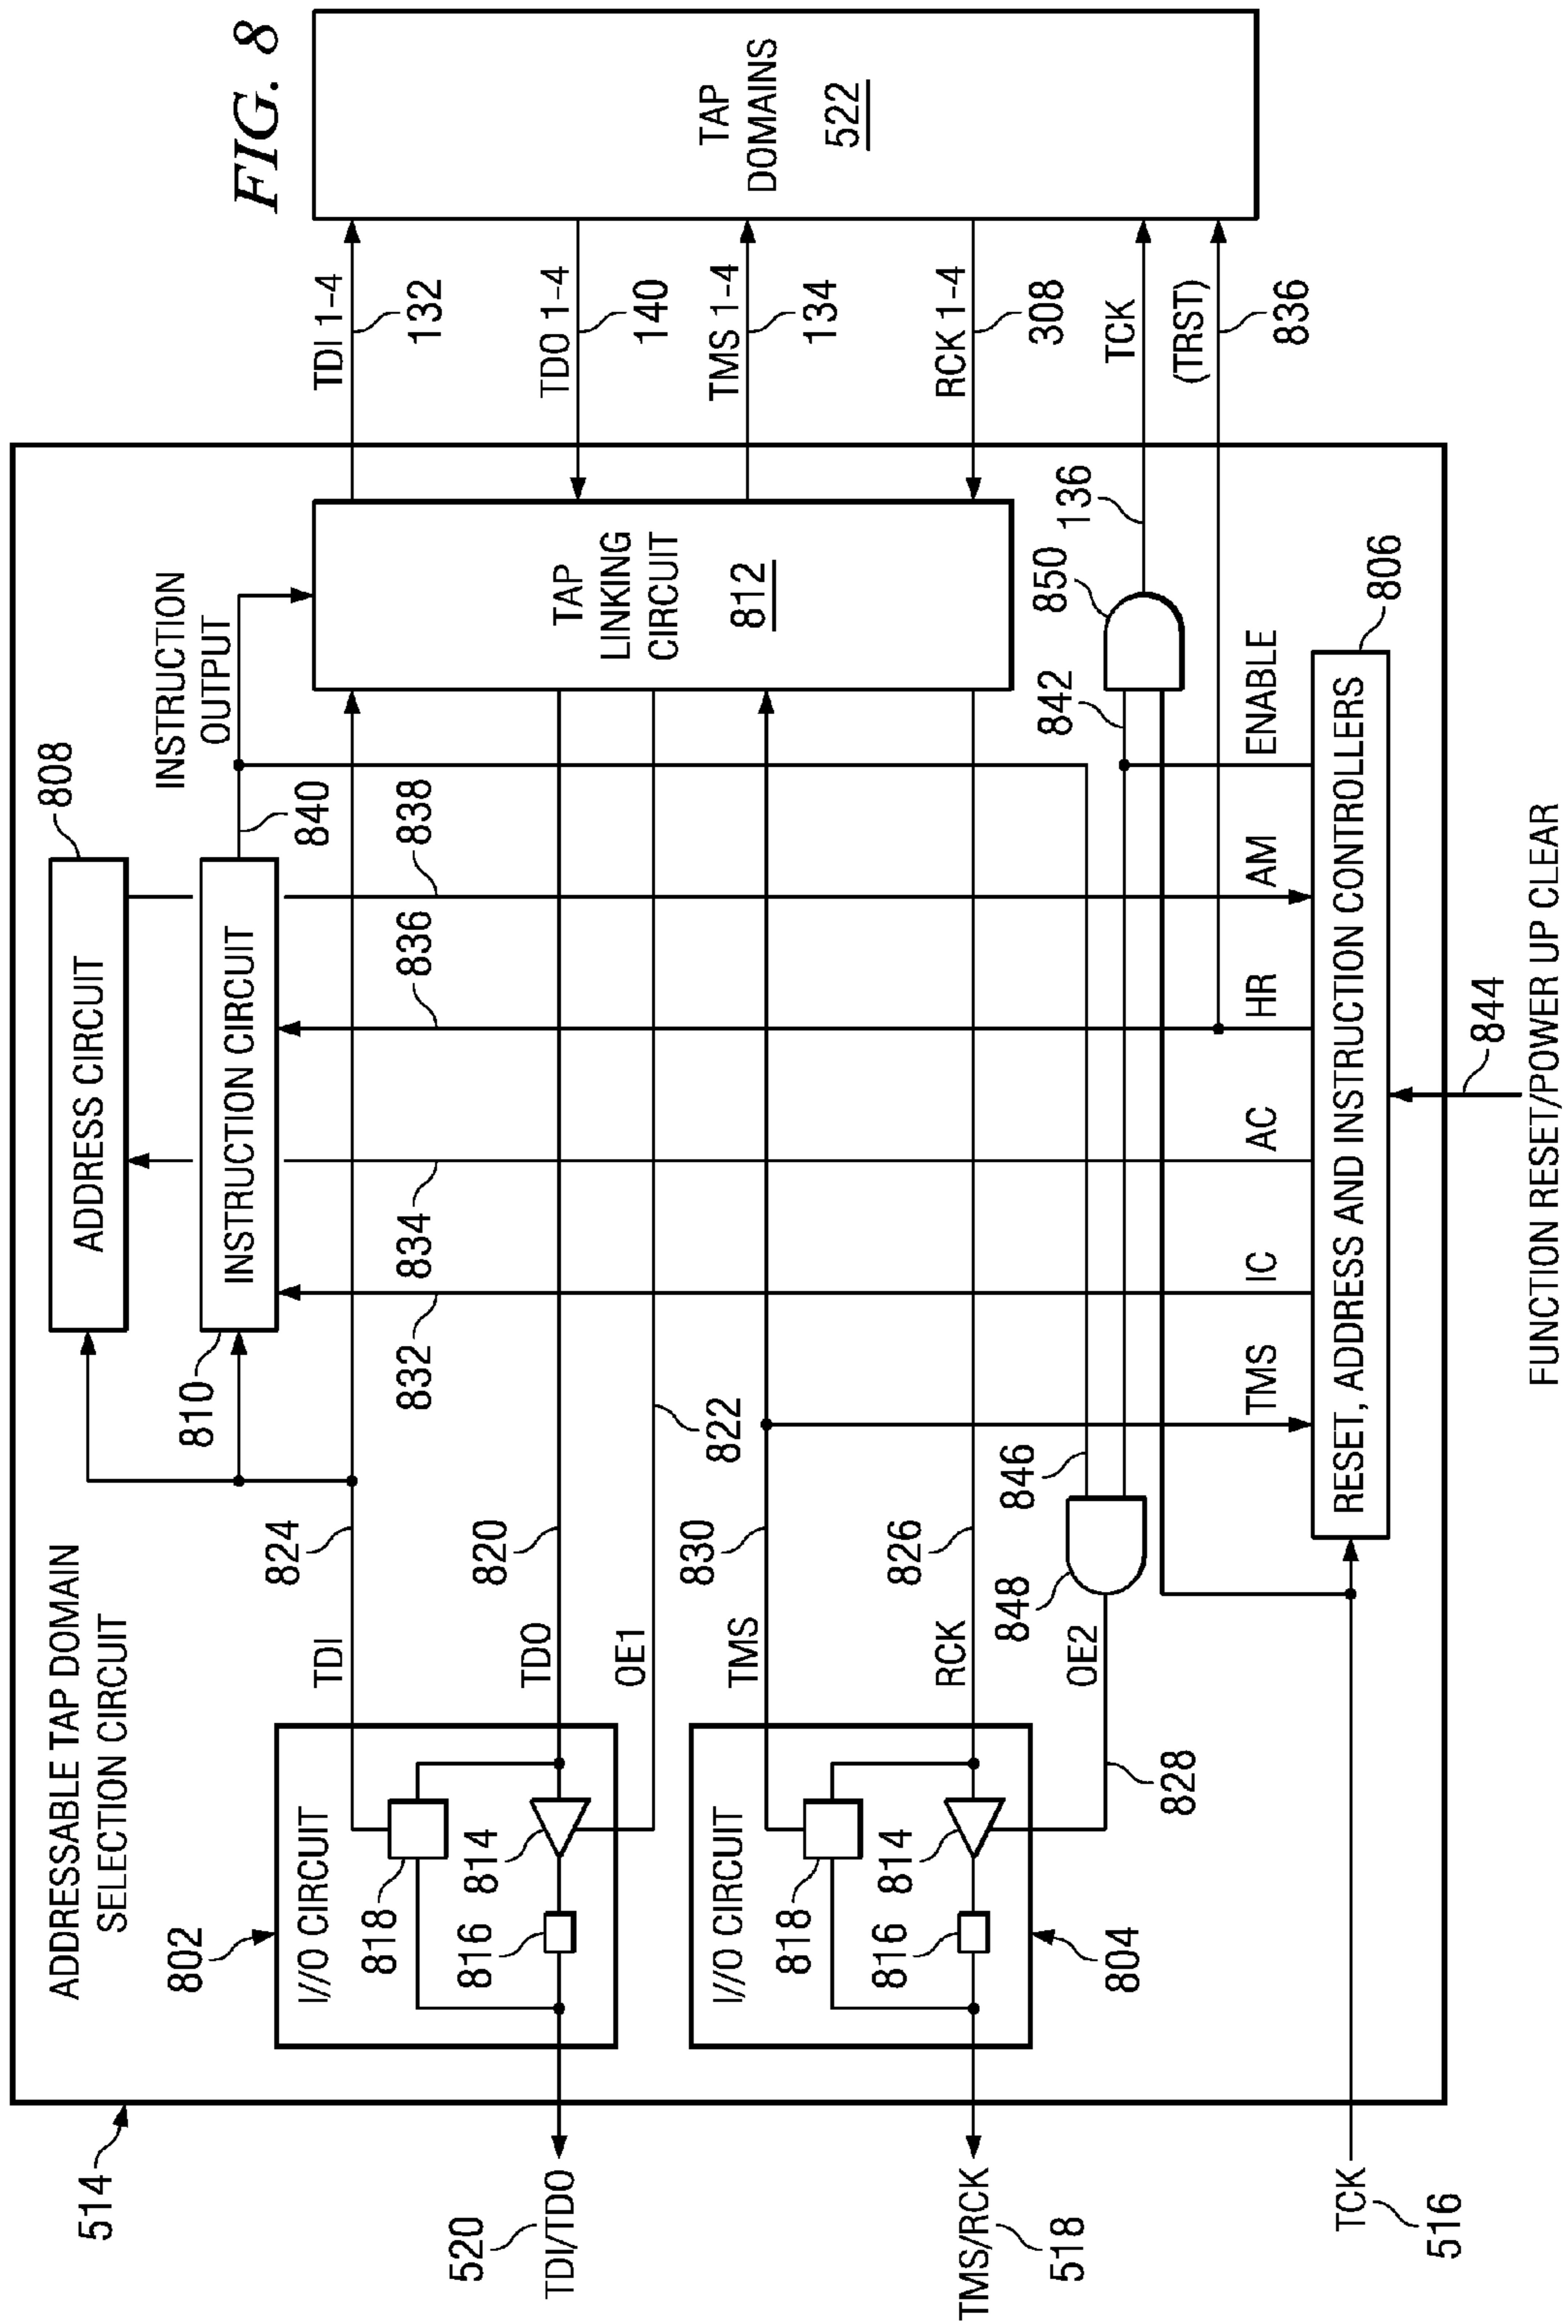 FIG. 8
ADDRESSABLE TAP DOMAIN
SELECTION CIRCUIT
514
802
I//O CIRCUIT
818
814
816
804
I//O CIRCUIT
818
814
816
520
TDI/TDO
TMS/RCK
518
TCK
516
TDI
824
TDO
820
OE1
822
TMS
830
RCK
826
OE2
828
848
846
ADDRESS CIRCUIT
808
INSTRUCTION CIRCUIT
810
840
INSTRUCTION
OUTPUT
832
834
836
838
TMS
IC
AC
HR
AM
ENABLE
842
850
136
RESET, ADDRESS AND INSTRUCTION CONTROLLERS
806
844
FUNCTION RESET/POWER UP CLEAR
TAP
LINKING
CIRCUIT
812
TDI 1-4
132
TDO 1-4
140
TMS 1-4
134
RCK 1-4
308
TCK
(TRST)
836
TAP
DOMAINS
522